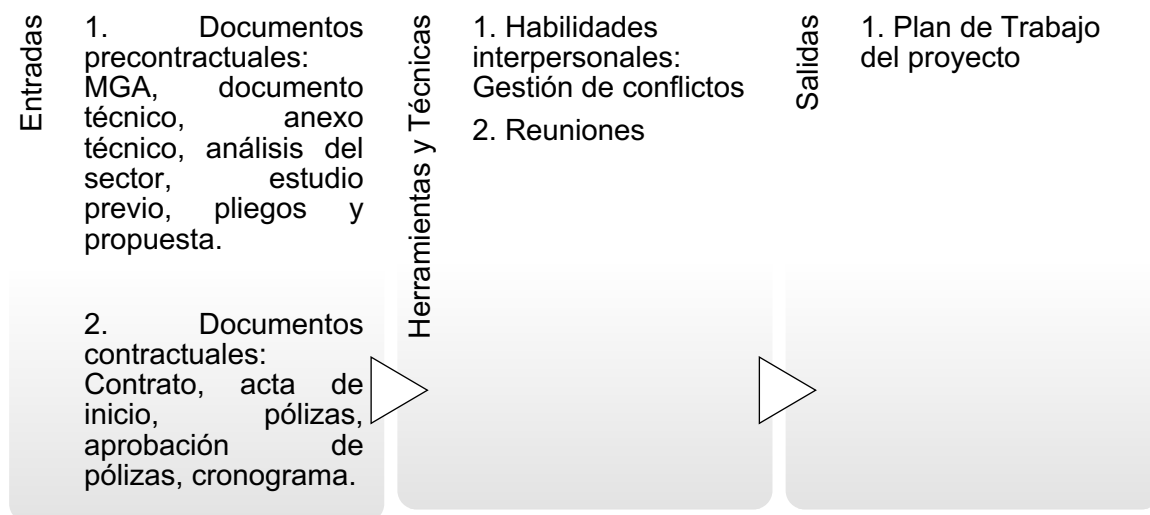 Entradas
1. Documentos
precontractuales:
MGA, documento
técnico, anexo
técnico, análisis del
sector, estudio
previo, pliegos y
propuesta.
2. Documentos
contractuales:
Contrato, acta de
inicio, pólizas,
aprobación de
pólizas, cronograma.
Herramientas y Técnicas
1. Habilidades
interpersonales:
Gestión de conflictos
2. Reuniones
Salidas
1. Plan de Trabajo
del proyecto